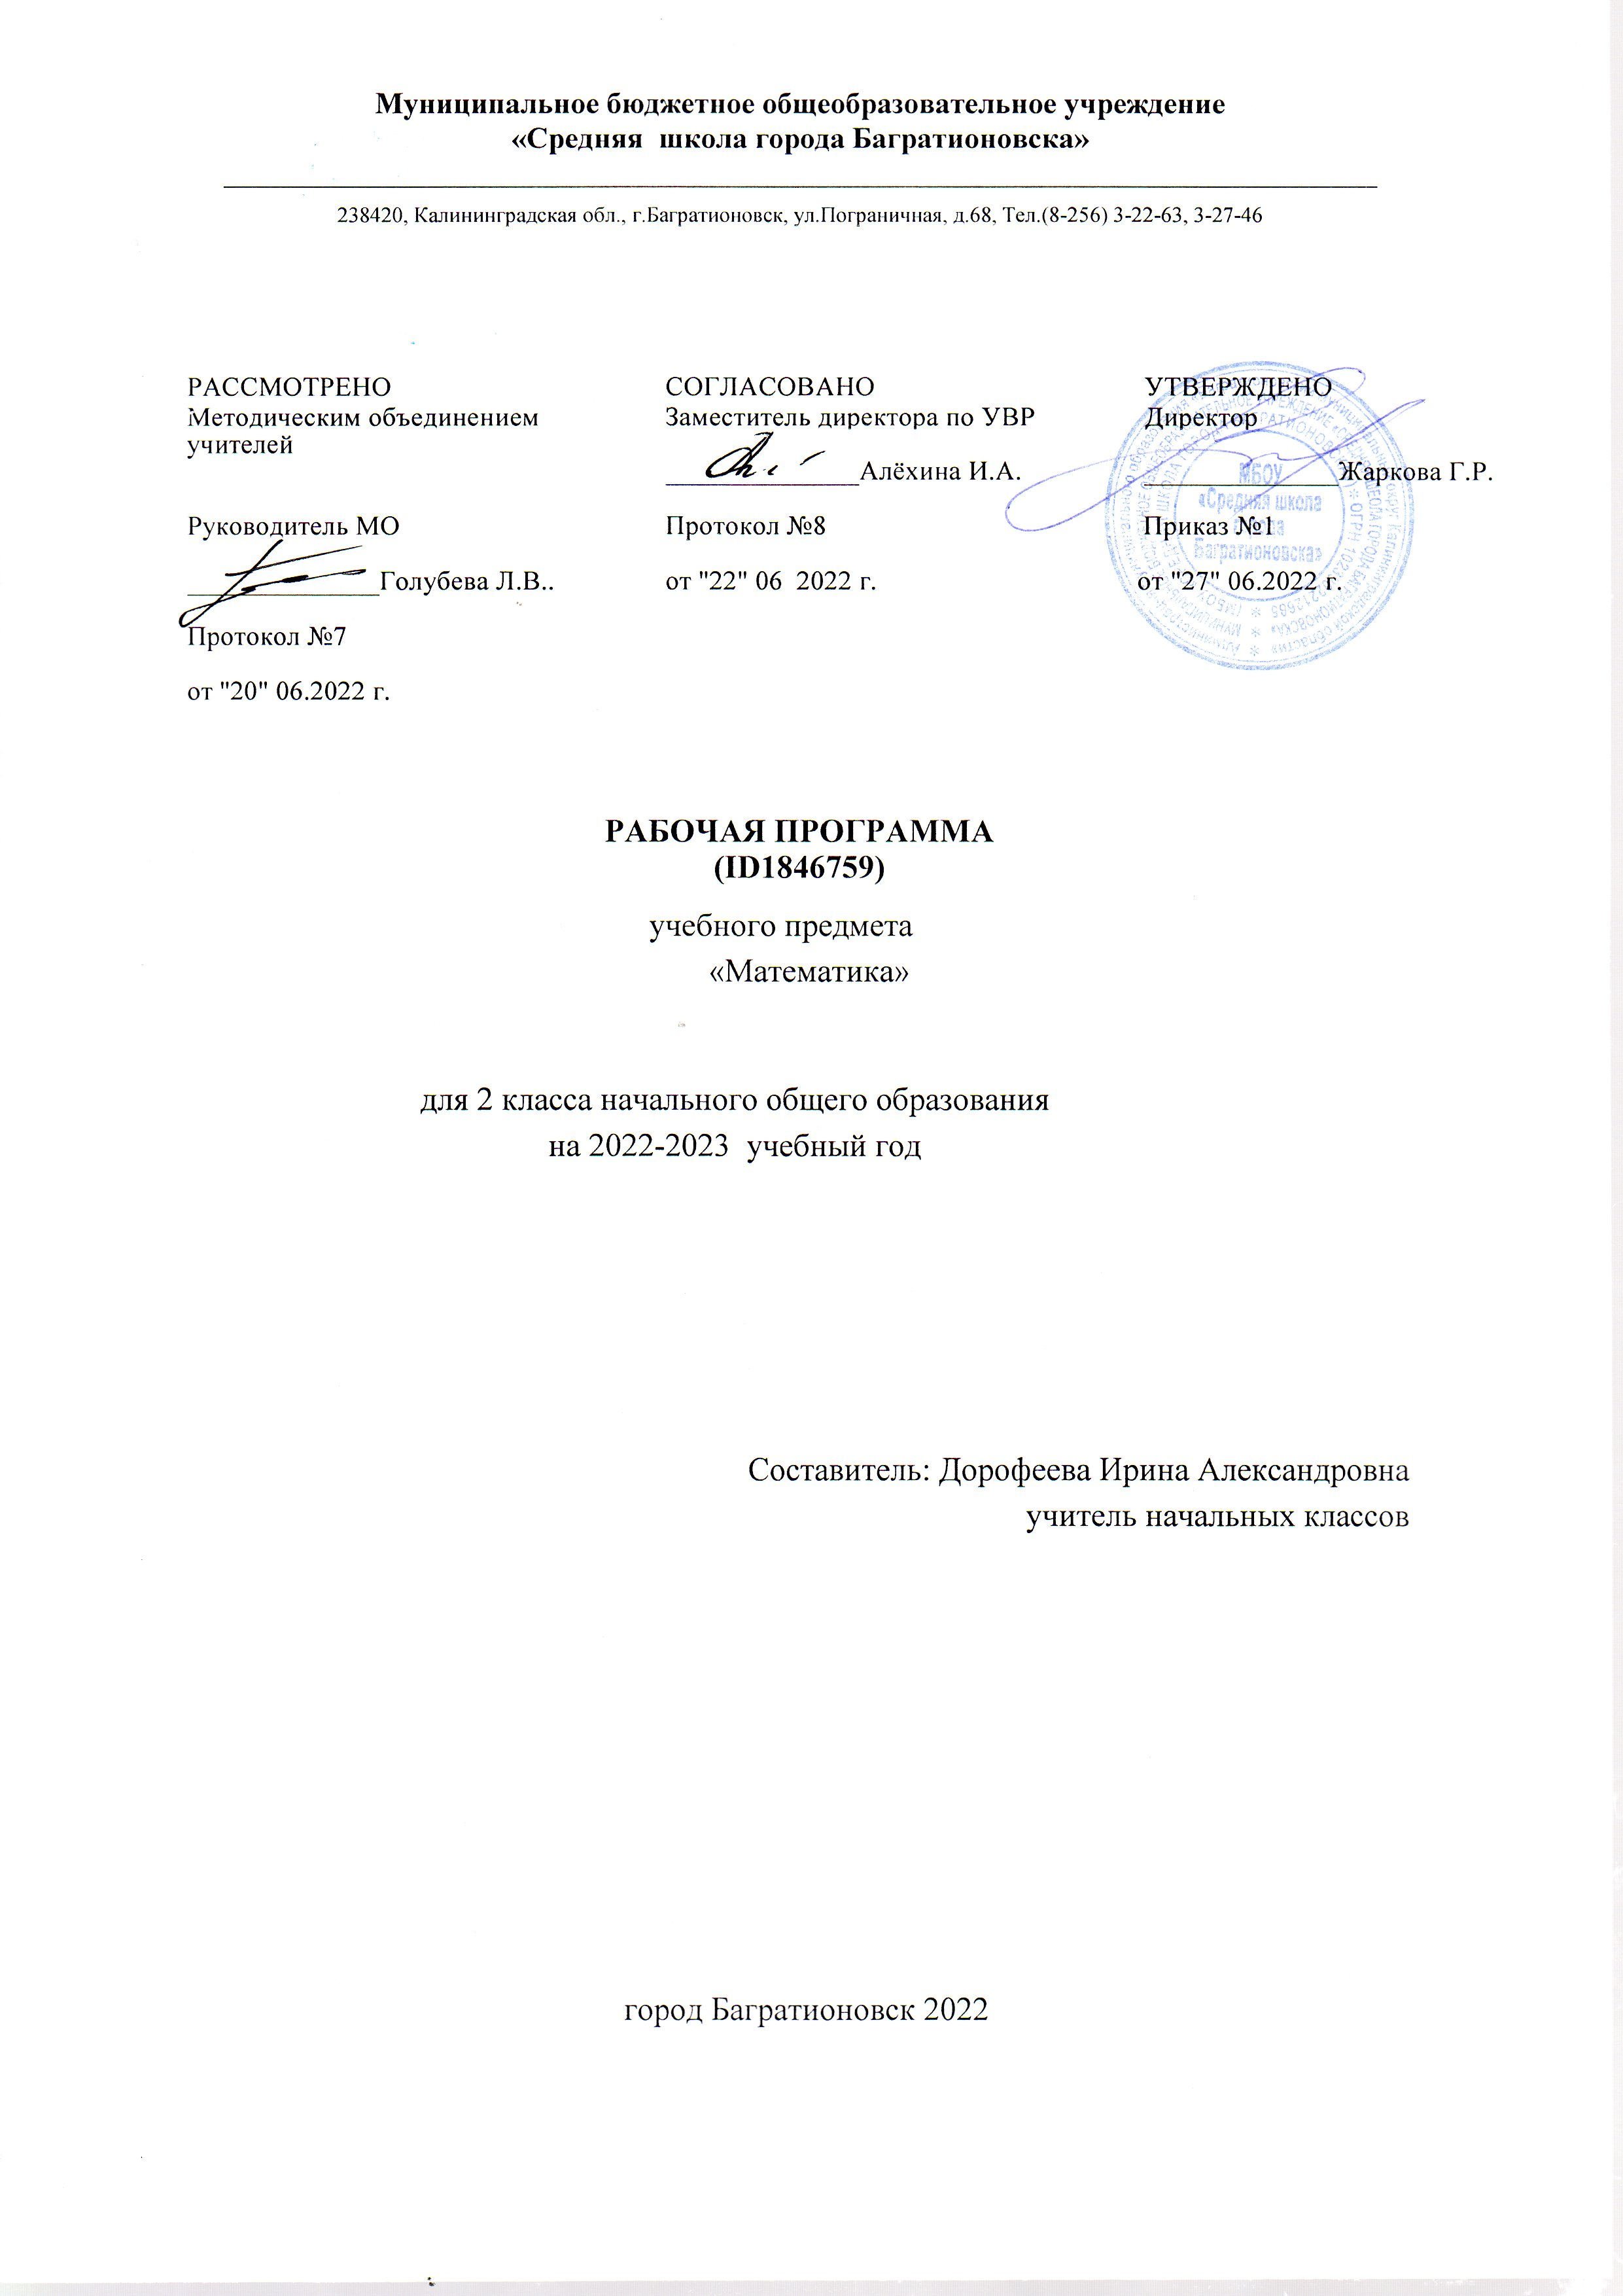 Муниципальное бюджетное общеобразовательное учреждение
«Средняя школа города Багратионовска»
238420, Калининградская обл., г.Багратионовск, ул.Пограничная, д.68, Тел.(8-256) 3-22-63, 3-27-46
РАССМОТРЕНО
Методическим объединением
учителей
Руководитель МО
Голубева Л.В..
Протокол №7
от "20" 06.2022 г.
СОГЛАСОВАНО
Заместитель директора по УВР
Алёхина И.А.
Протокол №8
от "22" 06 2022 г.
УТВЕРЖДЕНО
Директор
Жаркова Г.Р.
Приказ №1
от "27" 06.2022 г.
МБОУ
«Средняя школа
города
Багратионовска»
РАБОЧАЯ ПРОГРАММА
(ID1846759)
учебного предмета
«Математика»
для 2 класса начального общего образования
на 2022-2023 учебный год
Составитель: Дорофеева Ирина Александровна
учитель начальных классов
город Багратионовск 2022